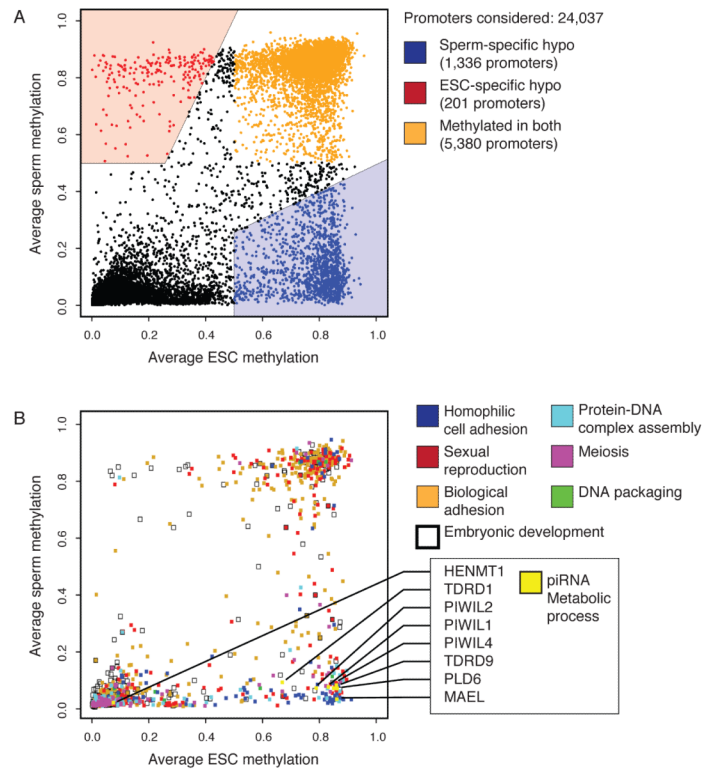 A
Promoters considered: 24,037
Sperm-specific hypo
(1,336 promoters)
ESC-specific hypo
(201 promoters)
Methylated in both
(5,380 promoters)
Average sperm methylation
1.0
0.8
0.6
0.4
0.2
0.0
0.0 0.2 0.4 0.6 0.8 1.0
Average ESC methylation
B
Homophilic
cell adhesion
Sexual
reproduction
Biological
adhesion
Embryonic development
Protein-DNA
complex assembly
Meiosis
DNA packaging
HENMT1
TDRD1
PIWIL2
PIWIL1
PIWIL4
TDRD9
PLD6
MAEL
piRNA
Metabolic
process
Average sperm methylation
1.0
0.8
0.6
0.4
0.2
0.0
0.0 0.2 0.4 0.6 0.8 1.0
Average ESC methylation